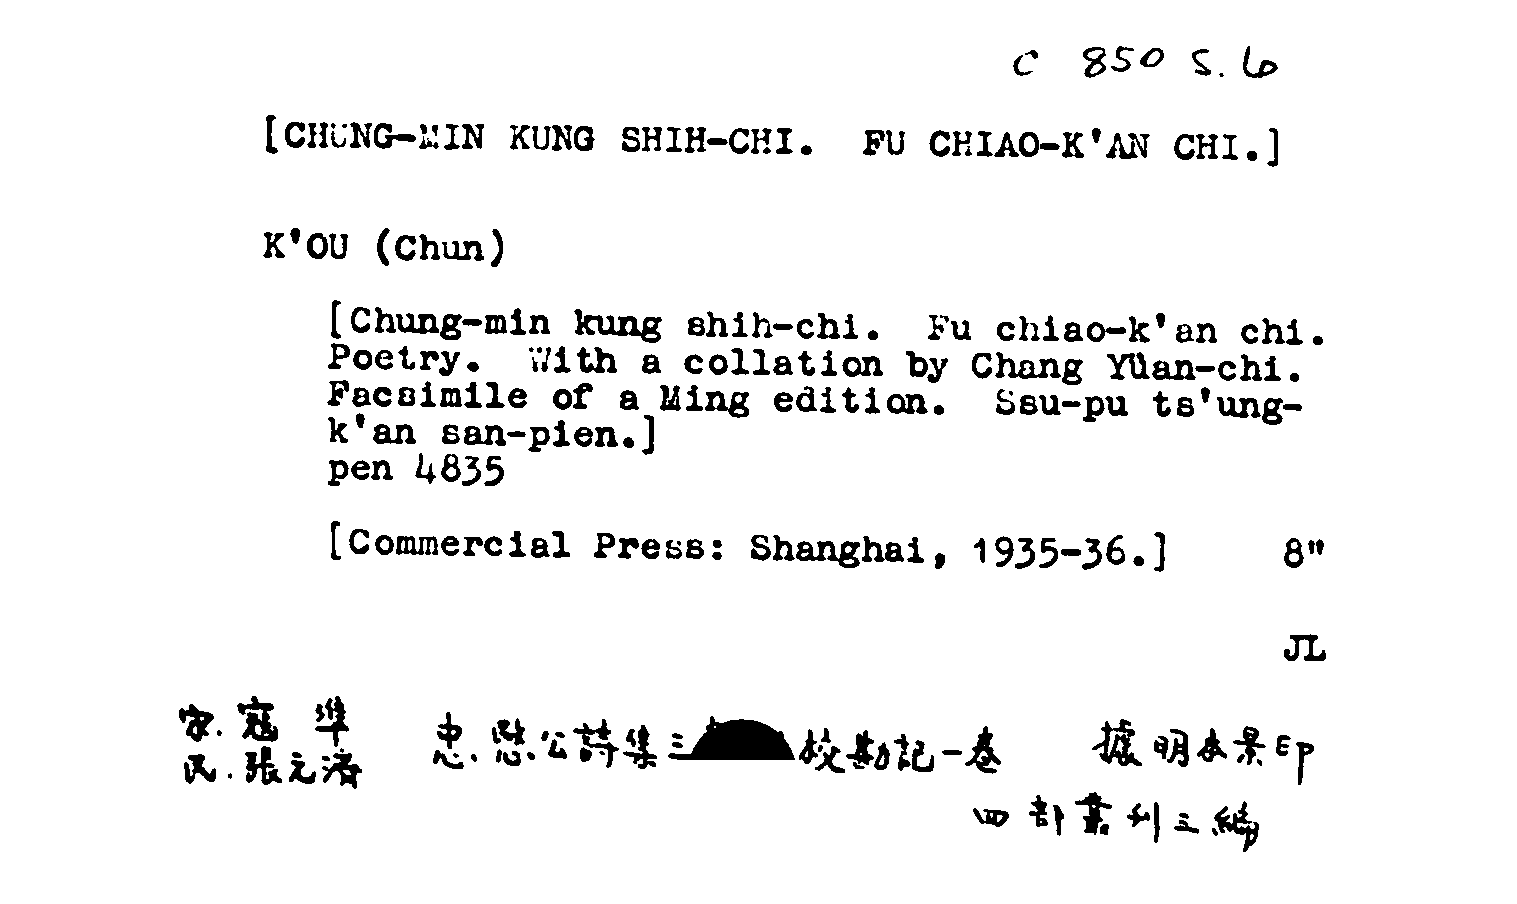 C 850 S. 6
[CHUNG-MIN KUNG SHIH-CHI. FU CHIAO-K'AN CHI.]
K'OU (Chun)
[Chung-min kung shih-chi. Fu chiao-k'an chi.
Poetry. With a collation by Chang Yüan-chi.
Facsimile of a Ming edition. Ssu-pu ts'ung-
k'an san-pien.]
pen 4835
[Commercial Press: Shanghai, 1935-36.] 8"
JL
宋.寇準
民.張元濟
忠.愍公詩集三 校勘記一卷 據明本景印
四部叢刊三編